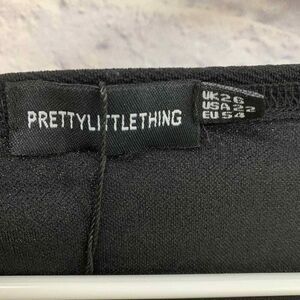 PRETTYLITTLETHING
UK 26
USA 22
EU 54